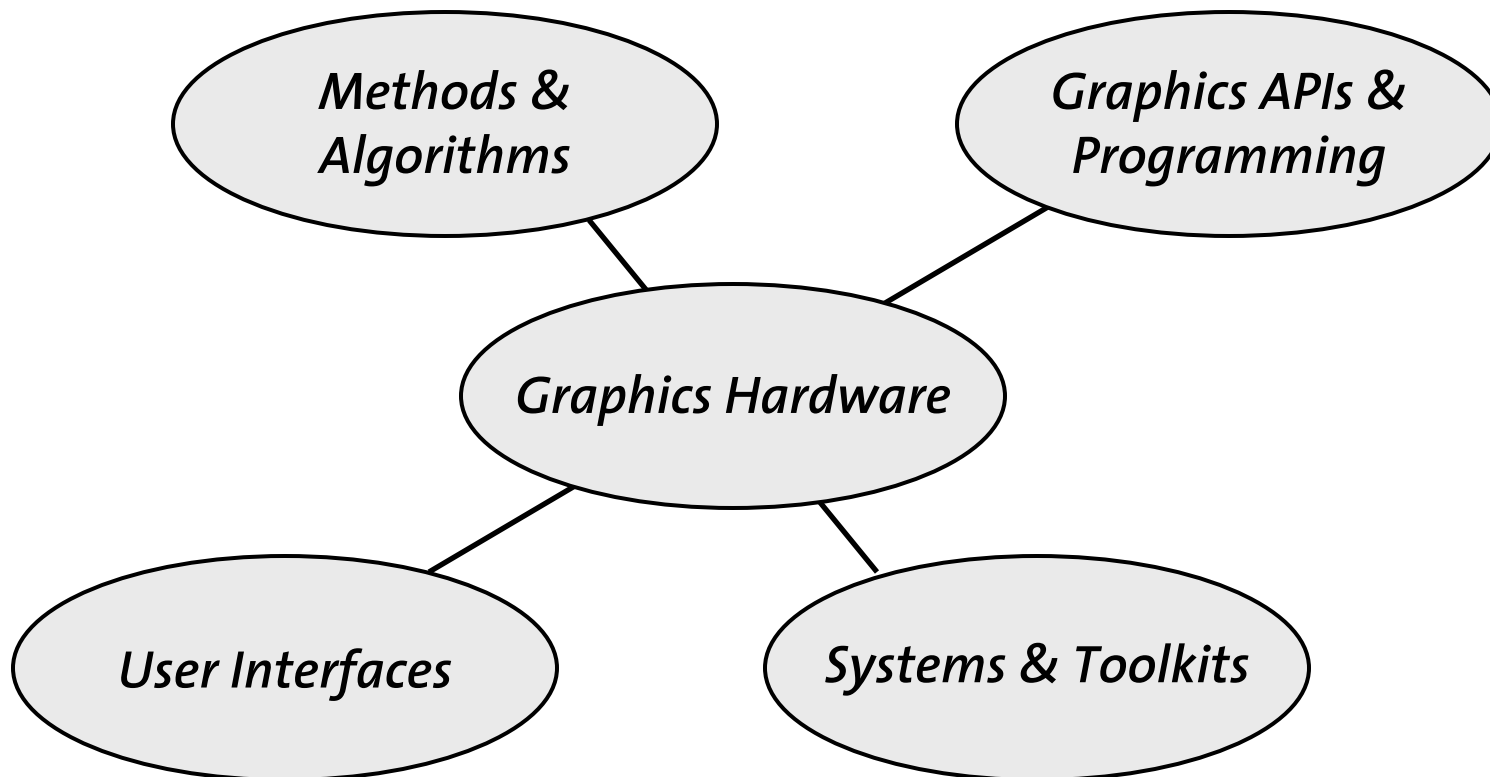 Methods &
Algorithms
Graphics APIs &
Programming
Graphics Hardware
User Interfaces
Systems & Toolkits